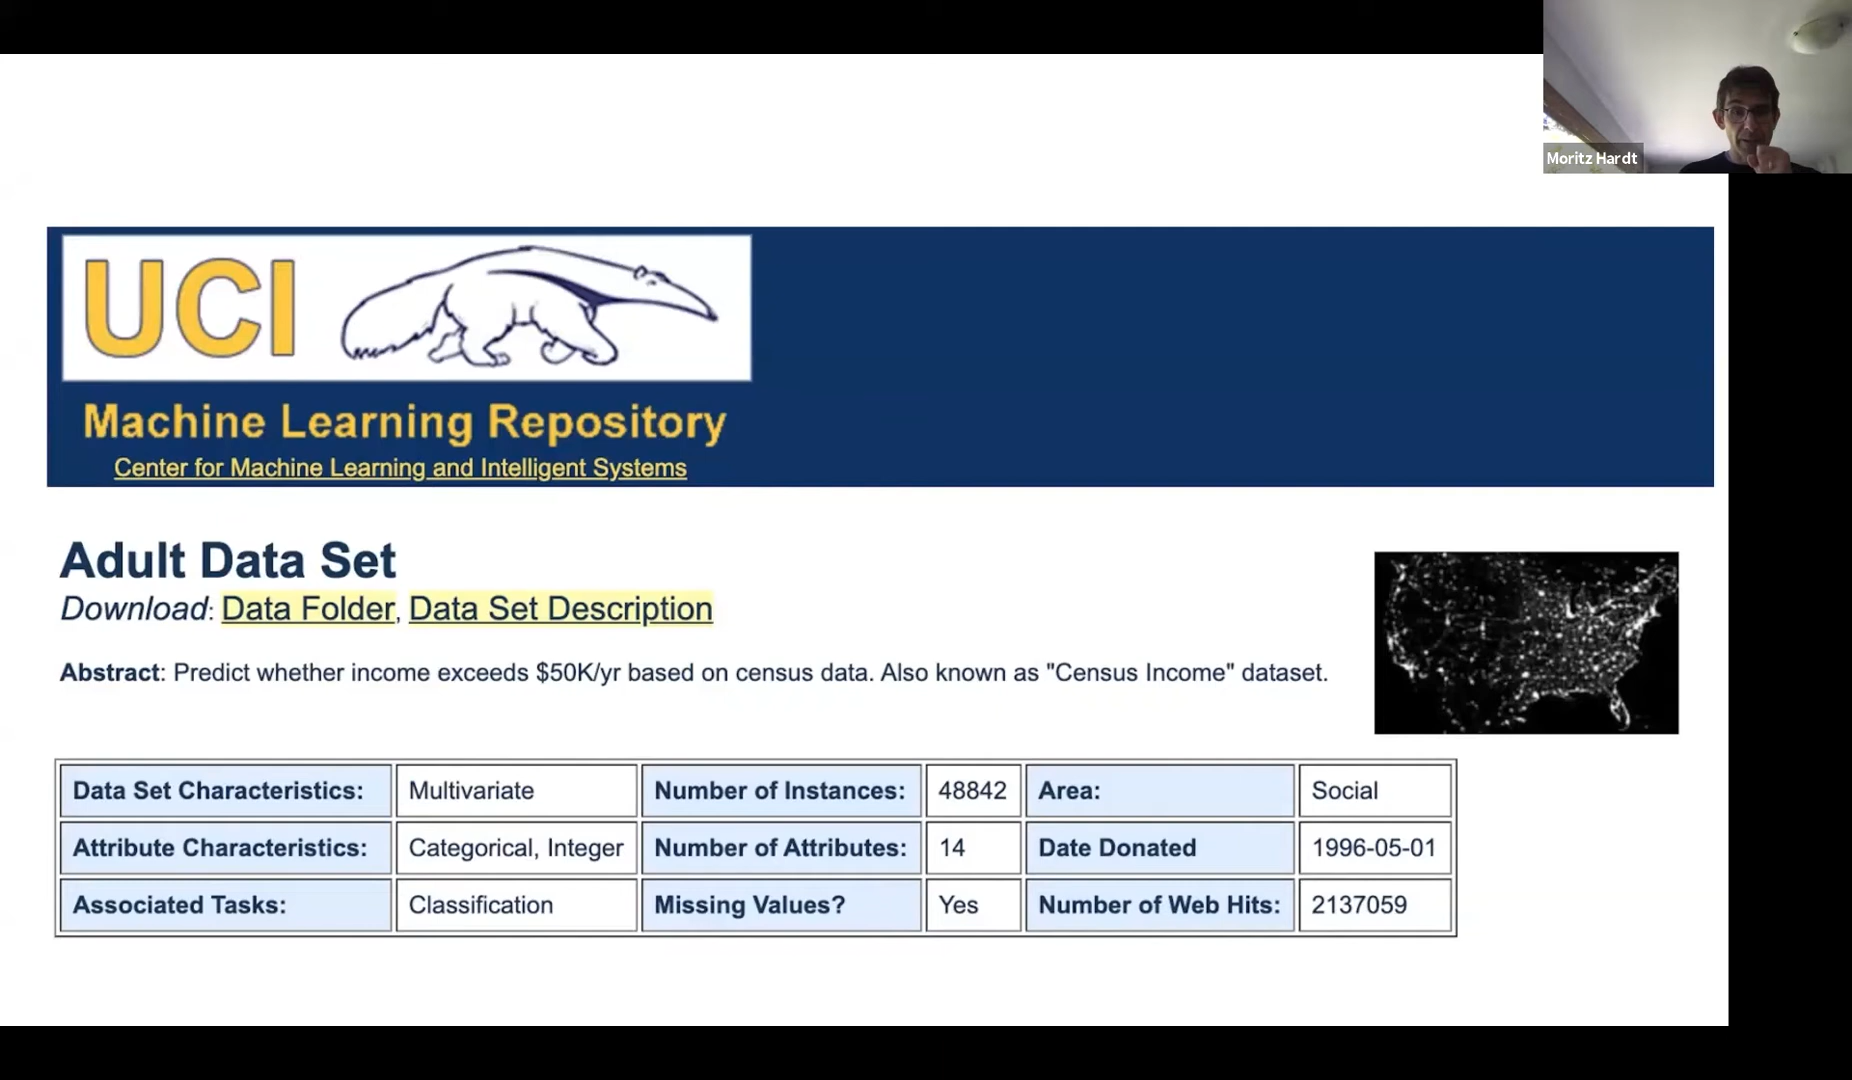 Moritz Hardt
UCI
Machine Learning Repository
Center for Machine Learning and Intelligent Systems
Adult Data Set
Download: Data Folder, Data Set Description
Abstract: Predict whether income exceeds $50K/yr based on census data. Also known as "Census Income" dataset.
Data Set Characteristics: Multivariate Number of Instances: 48842 Area: Social
Attribute Characteristics: Categorical, Integer Number of Attributes: 14 Date Donated 1996-05-01
Associated Tasks: Classification Missing Values? Yes Number of Web Hits: 2137059